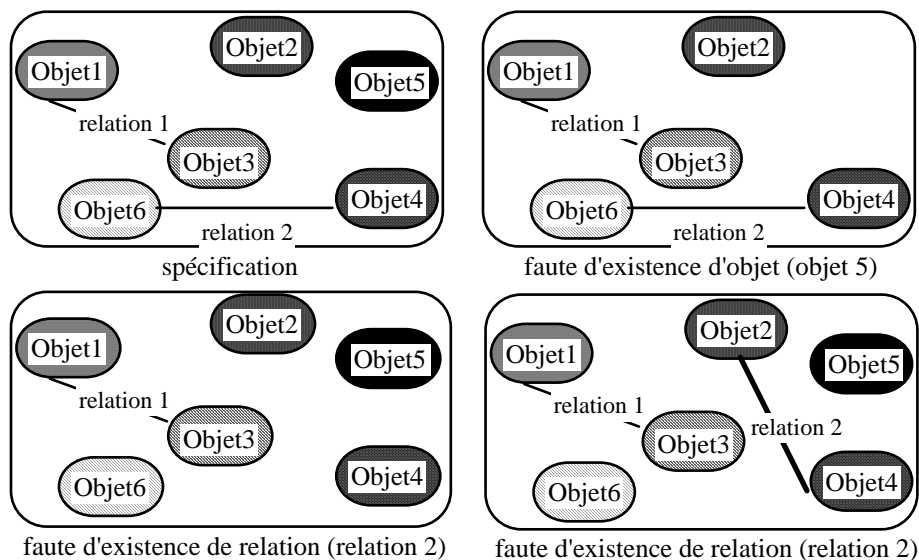 Objet1
Objet2
Objet5
relation 1
Objet3
Objet6
Objet4
relation 2
spécification
Objet1
Objet2
relation 1
Objet3
Objet6
Objet4
relation 2
faute d'existence d'objet (objet 5)
Objet1
Objet2
Objet5
relation 1
Objet3
Objet6
Objet4
faute d'existence de relation (relation 2)
Objet1
Objet2
Objet5
relation 1
relation 2
Objet3
Objet6
Objet4
faute d'existence de relation (relation 2)